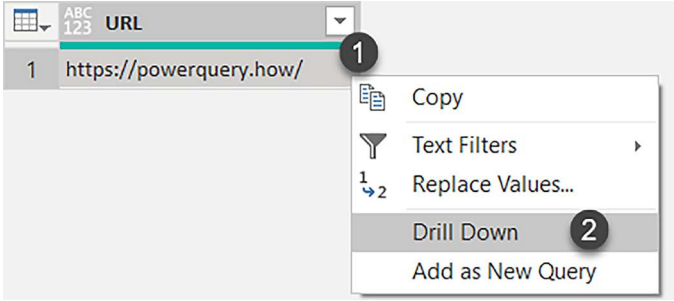 ABC
123 URL
1
1 https://powerquery.how/
Copy
Text Filters
1
2 Replace Values...
Drill Down 2
Add as New Query